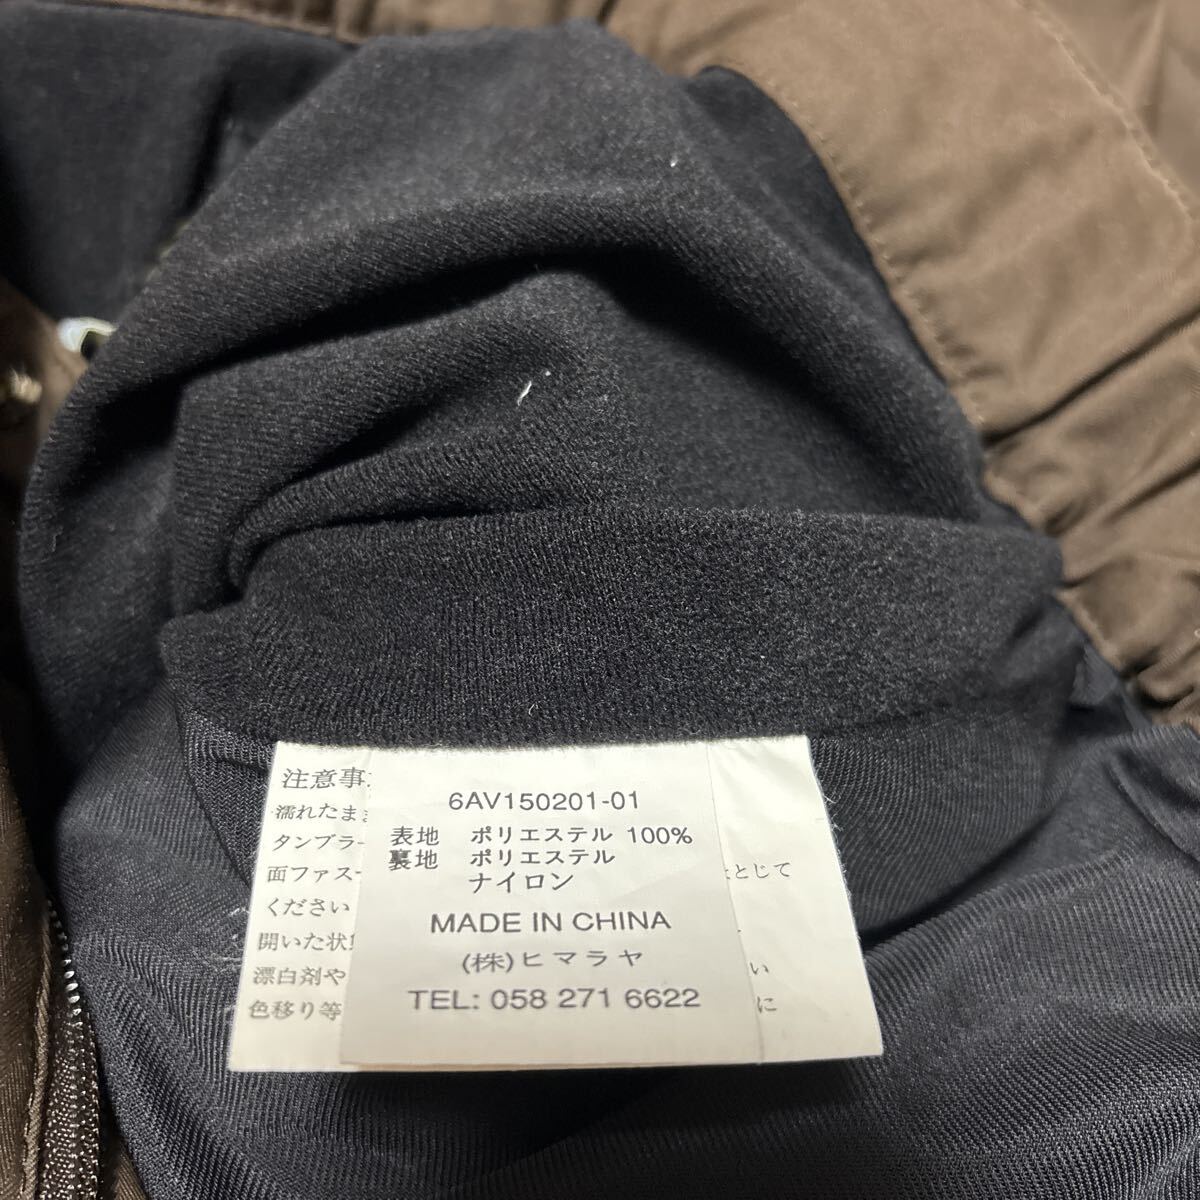 6AV150201-01
表地 ポリエステル 100%
裏地 ポリエステル
ナイロン
MADE IN CHINA
(株)ヒマラヤ
TEL: 058 271 6622
注意事
濡れたまま
タンブラー
面ファス とじて
ください
開いた状態
漂白剤や い
色移り等 に